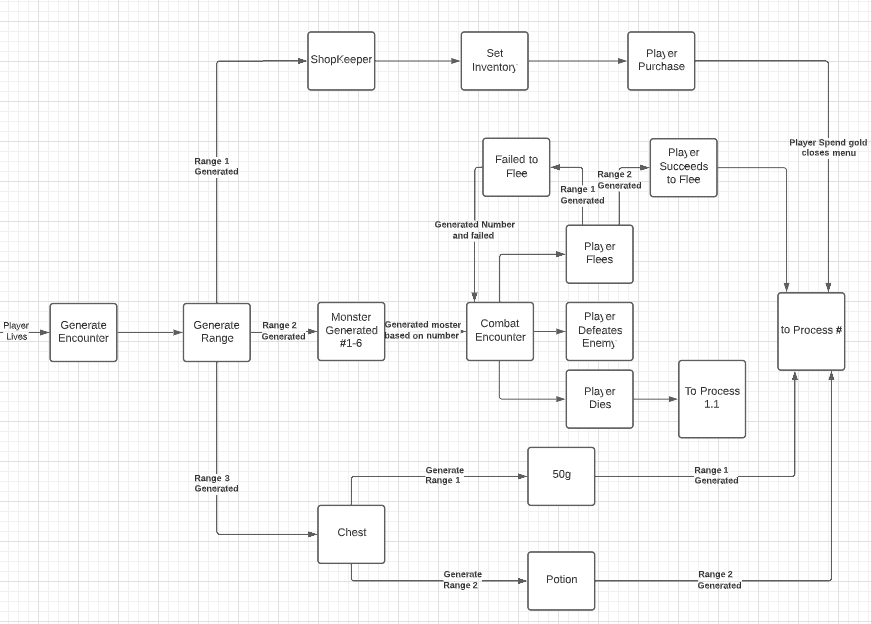 ShopKeeper
Set
Inventory
Player
Purchase
Player Spend gold
closes menu
Range 1
Generated
Failed to
Flee
Player
Succeeds
to Flee
Range 2
Generated
Range 1
Generated
Generated Number
and failed
Player
Flees
Player
Lives
Generate
Encounter
Generate
Range
Range 2
Generated
Monster
Generated
#1-6
Generated moster
based on number
Combat
Encounter
Player
Defeates
Enemy
to Process #
Player
Dies
To Process
1.1
Range 3
Generated
Generate
Range 1
50g
Range 1
Generated
Chest
Generate
Range 2
Potion
Range 2
Generated